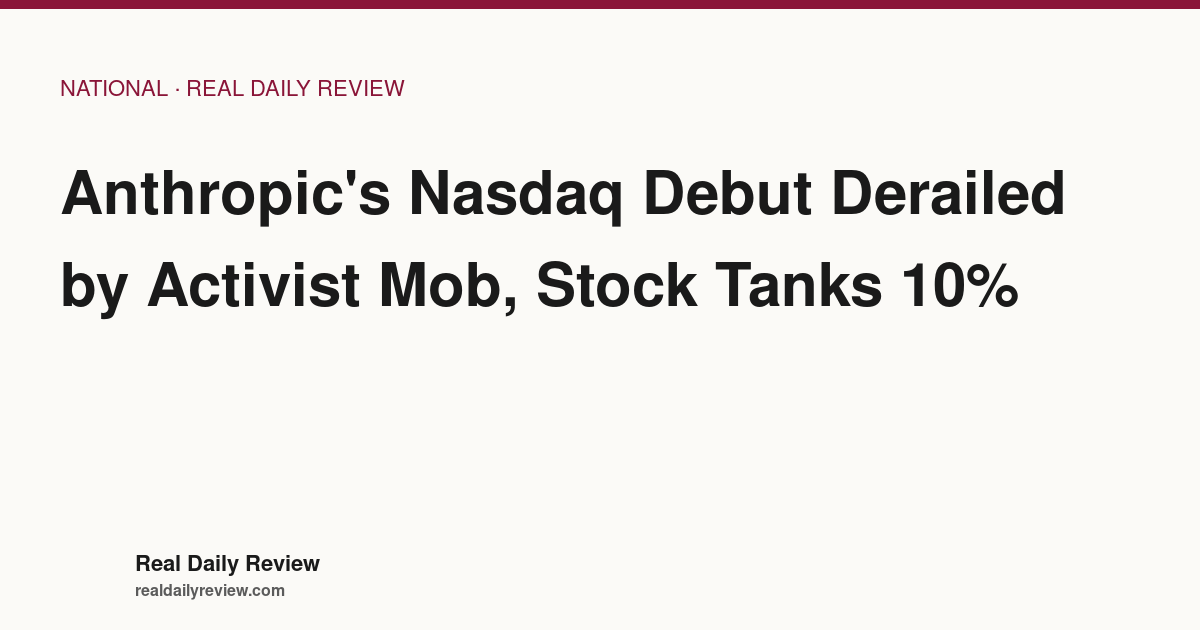 NATIONAL · REAL DAILY REVIEW
Anthropic's Nasdaq Debut Derailed
by Activist Mob, Stock Tanks 10%
Real Daily Review
realdailyreview.com